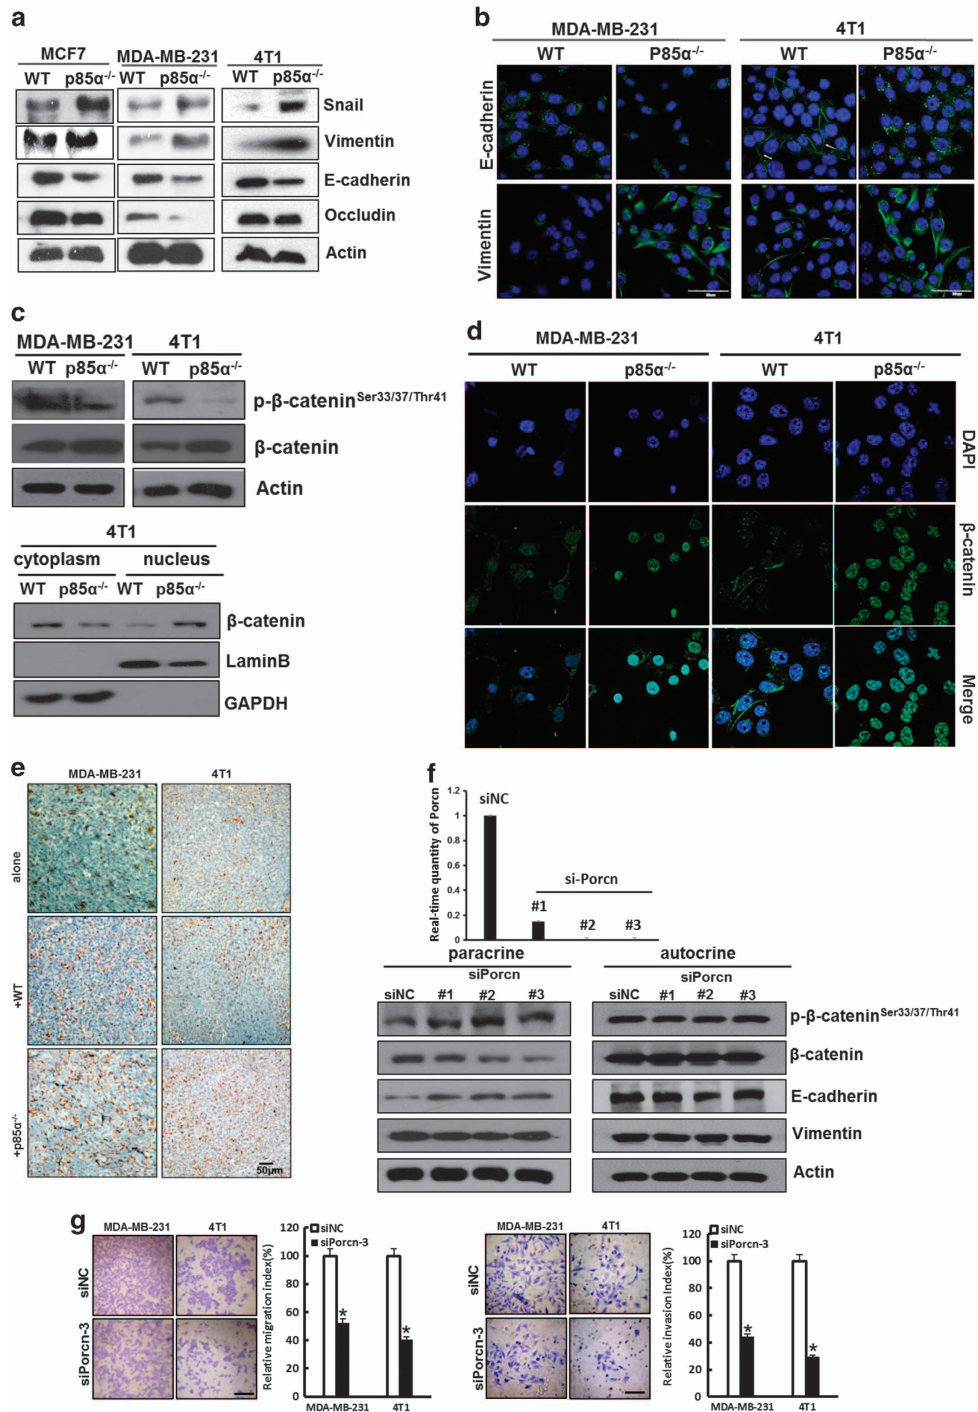 a
MCF7 MDA-MB-231 4T1
WT p85α-/- WT p85α-/- WT p85α-/-
Snail
Vimentin
E-cadherin
Occludin
Actin
b
MDA-MB-231 4T1
WT P85α-/- WT P85α-/-
E-cadherin
Vimentin
c
MDA-MB-231 4T1
WT p85α-/- WT p85α-/-
p-β-catenin Ser33/37/Thr41
β-catenin
Actin
4T1
cytoplasm nucleus
WT p85α-/- WT p85α-/-
β-catenin
LaminB
GAPDH
d
MDA-MB-231 4T1
WT p85α-/- WT p85α-/-
DAPI
β-catenin
Merge
e
MDA-MB-231 4T1
alone
+WT
+p85α-/-
50μm
f
Real-time quantity of Porcn
1.2
1
0.8
0.6
0.4
0.2
0
siNC
si-Porcn
#1 #2 #3
paracrine autocrine
siPorcn siPorcn
siNC #1 #2 #3 siNC #1 #2 #3
p-β-catenin Ser33/37/Thr41
β-catenin
E-cadherin
Vimentin
Actin
g
MDA-MB-231 4T1
siNC
siPorcn-3
Relative migration index(%)
120
100
80
60
40
20
0
siNC
siPorcn-3
* *
MDA-MB-231 4T1
MDA-MB-231 4T1
siNC
siPorcn-3
Relative invasion index(%)
120
100
80
60
40
20
0
siNC
siPorcn-3
* *
MDA-MB-231 4T1